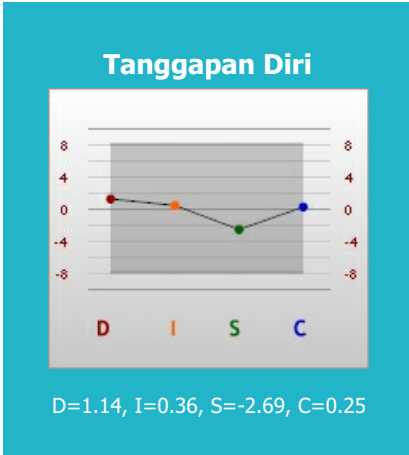 Tanggapan Diri
8 8
4 4
0 0
-4 -4
-8 -8
D I S C
D=1.14, I=0.36, S=-2.69, C=0.25